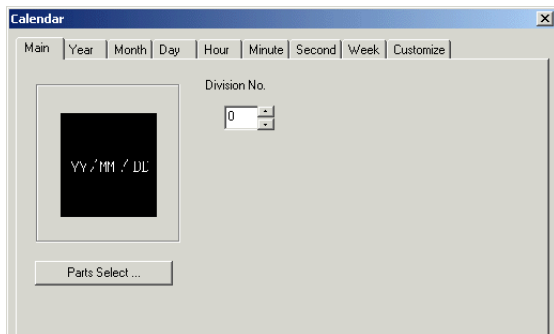 Calendar
Main Year Month Day Hour Minute Second Week Customize
Division No.
0
YY/MM/DD
Parts Select ...